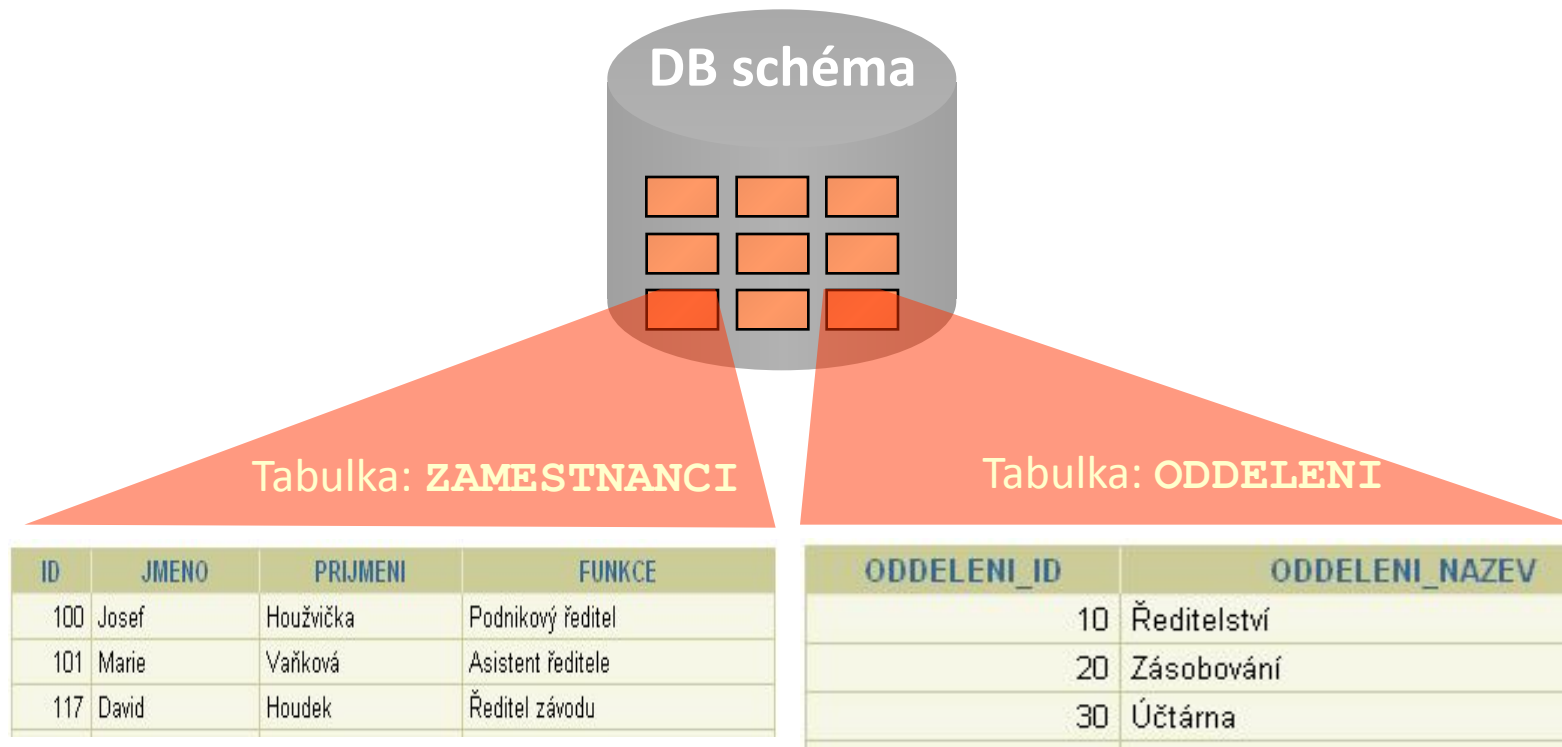 DB schéma
Tabulka: ZAMESTNANCI
ID JMENO PRIJMENI FUNKCE
100 Josef Houžvička Podnikový ředitel
101 Marie Vaňková Asistent ředitele
117 David Houdek Ředitel závodu
Tabulka: ODDELENI
ODDELENI_ID ODDELENI_NAZEV
10 Ředitelství
20 Zásobování
30 Účtárna